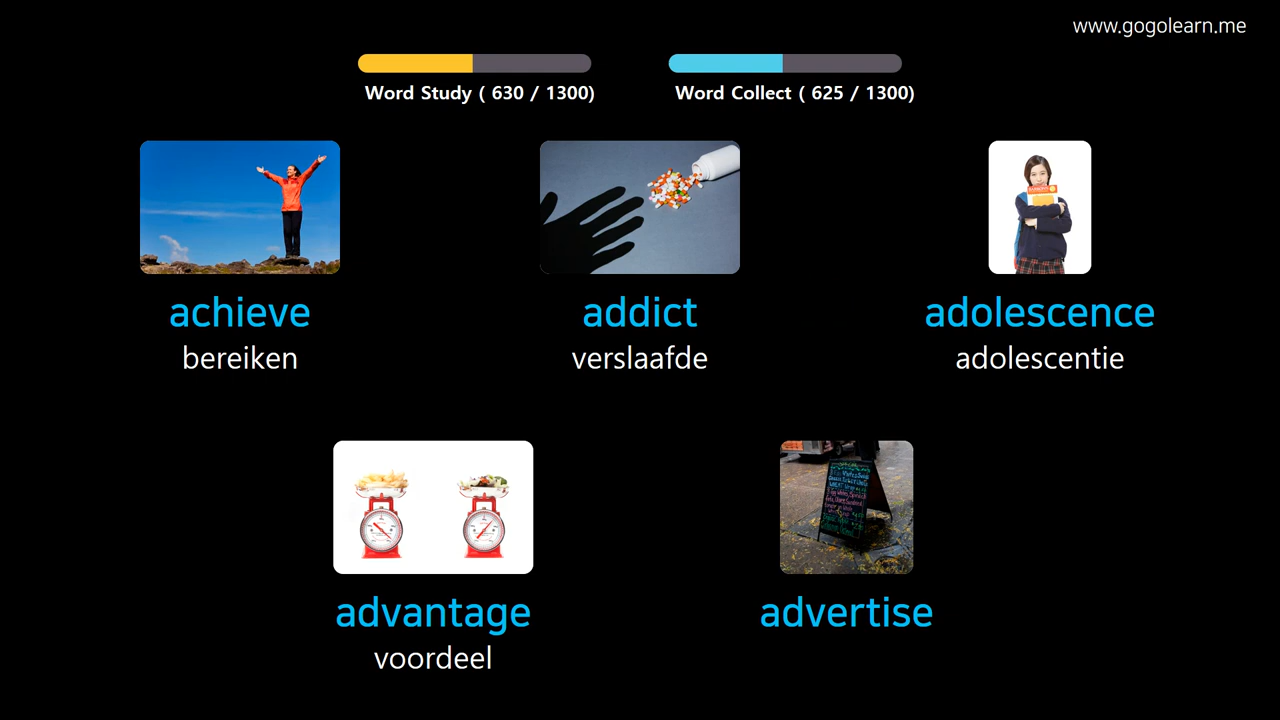 www.gogolearn.me
Word Study ( 630 / 1300)
Word Collect ( 625 / 1300)
achieve
bereiken
addict
verslaafde
adolescence
adolescentie
advantage
voordeel
advertise